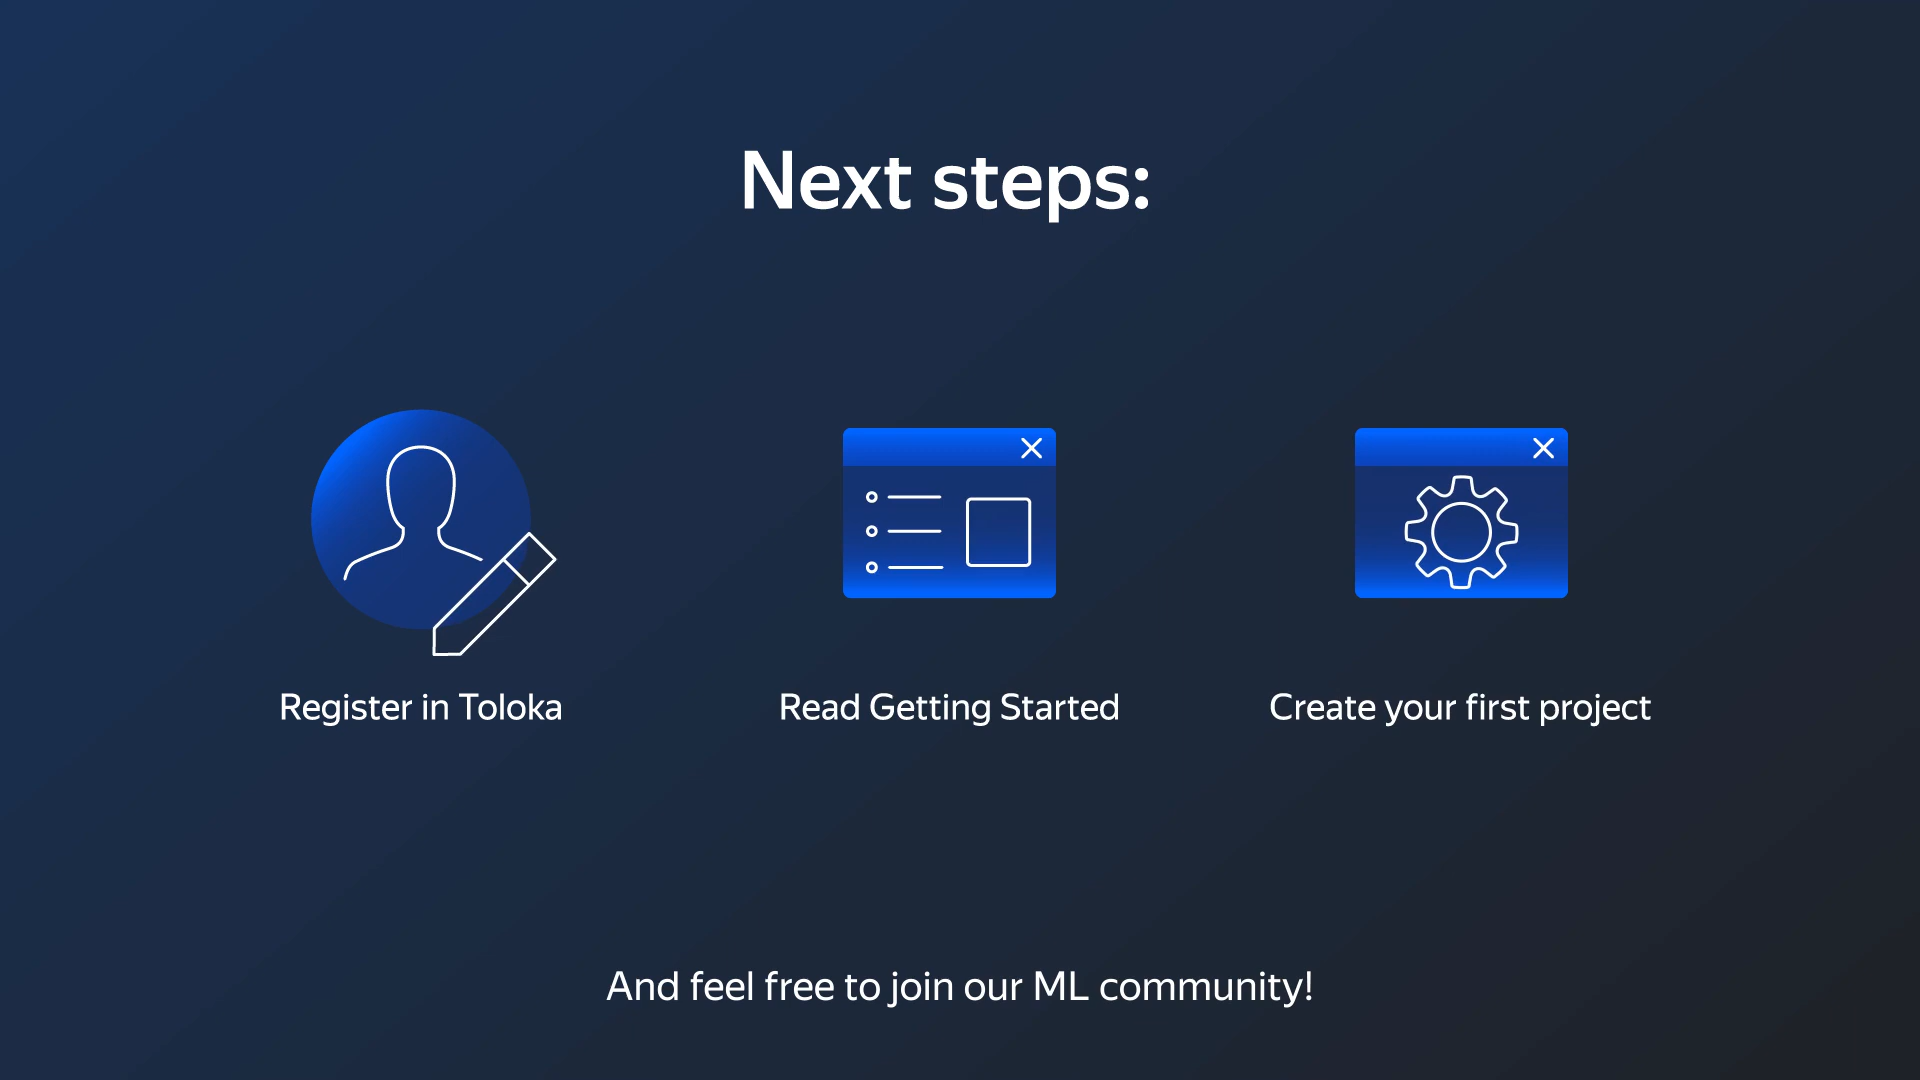 Next steps:
Register in Toloka
Read Getting Started
Create your first project
And feel free to join our ML community!